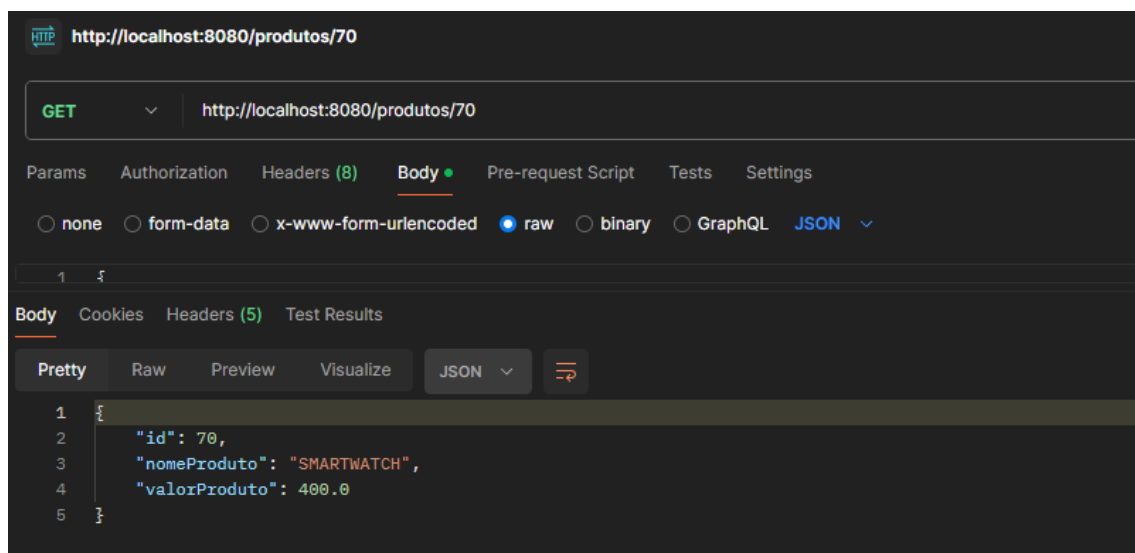 HTTP http://localhost:8080/produtos/70
GET http://localhost:8080/produtos/70
Params Authorization Headers (8) Body Pre-request Script Tests Settings
none form-data x-www-form-urlencoded raw binary GraphQL JSON
1 {
Body Cookies Headers (5) Test Results
Pretty Raw Preview Visualize JSON
1 {
2 "id": 70,
3 "nomeProduto": "SMARTWATCH",
4 "valorProduto": 400.0
5 }